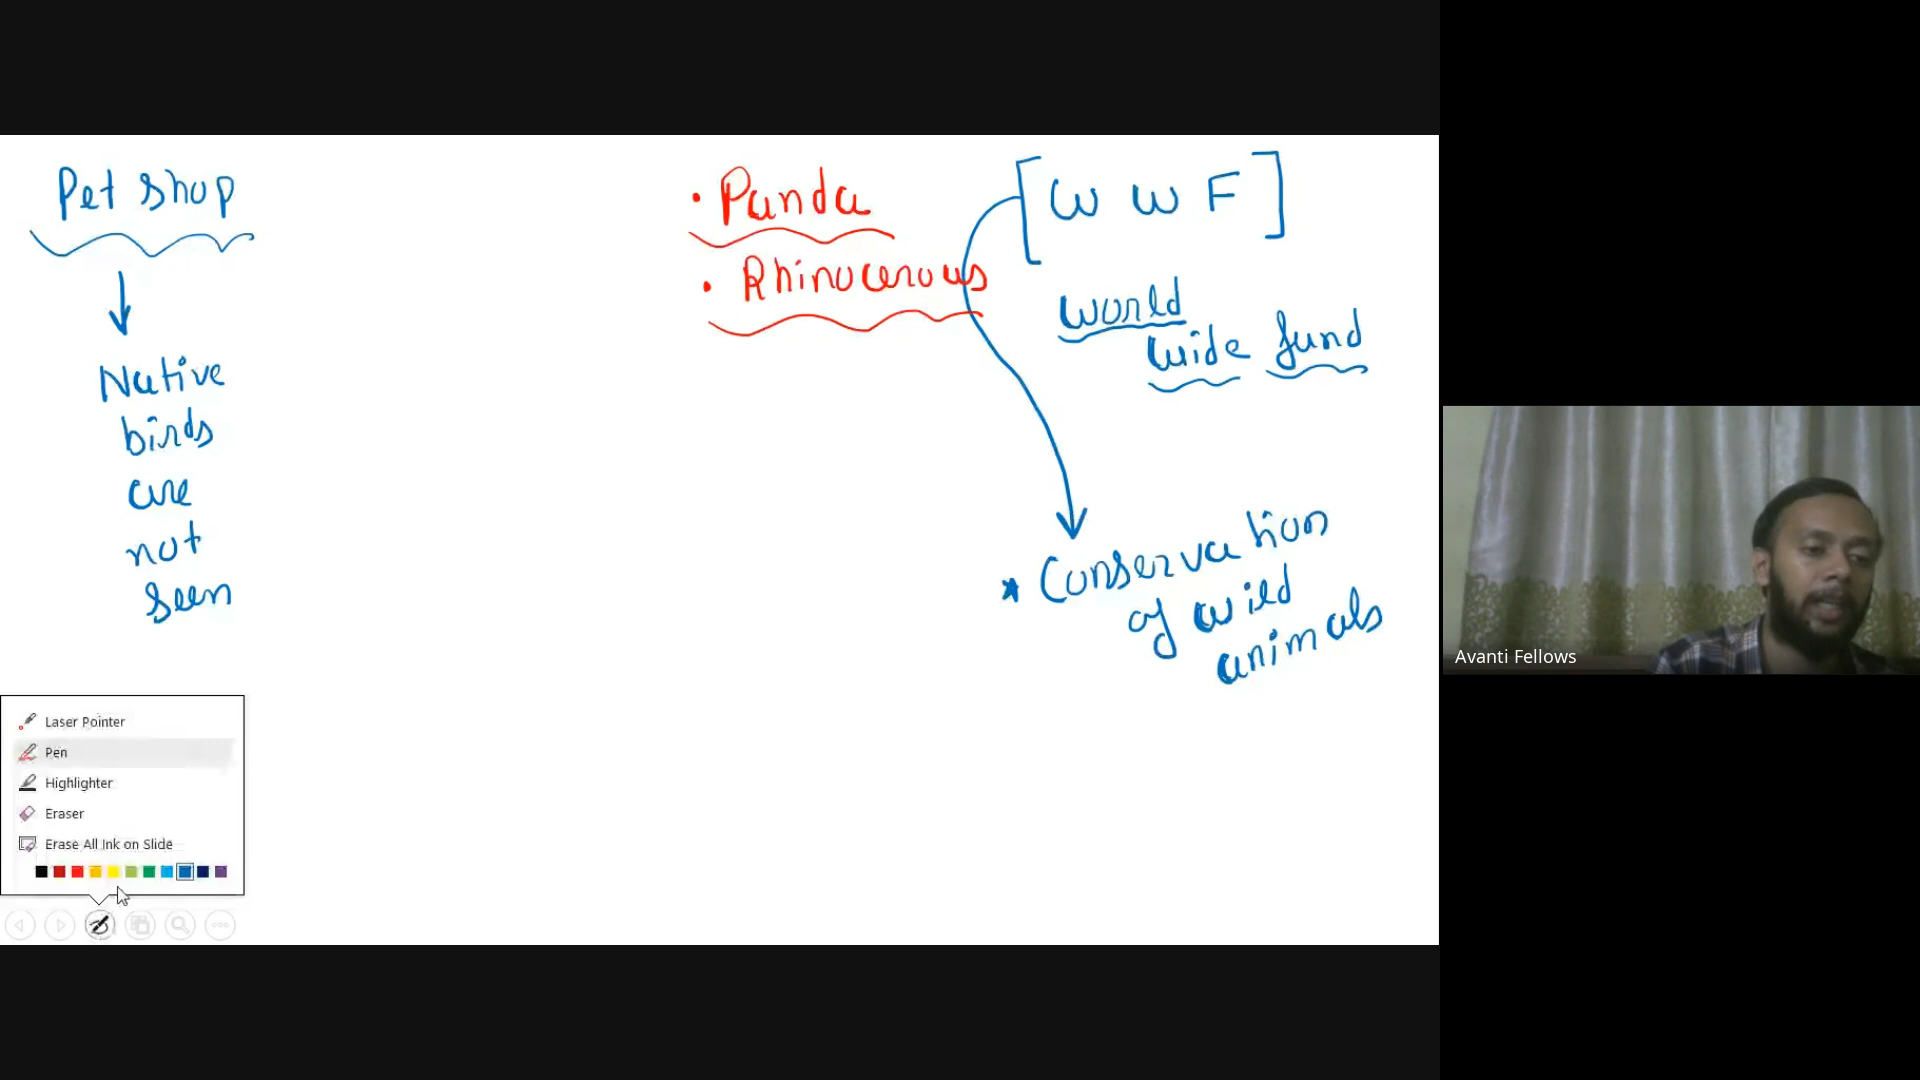 Pet shop
Native
birds
are
not
seen
• Panda
• Rhinocerous
[W W F]
world
wide fund
* Conservation
of wild
animals
Laser Pointer
Pen
Highlighter
Eraser
Erase All Ink on Slide
Avanti Fellows